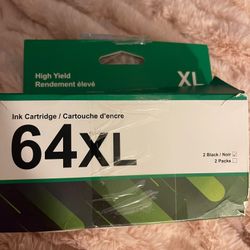 High Yield
Rendement élevé
XL
Ink Cartridge / Cartouche d'encre
64XL
2 Black / Noir
2 Packs